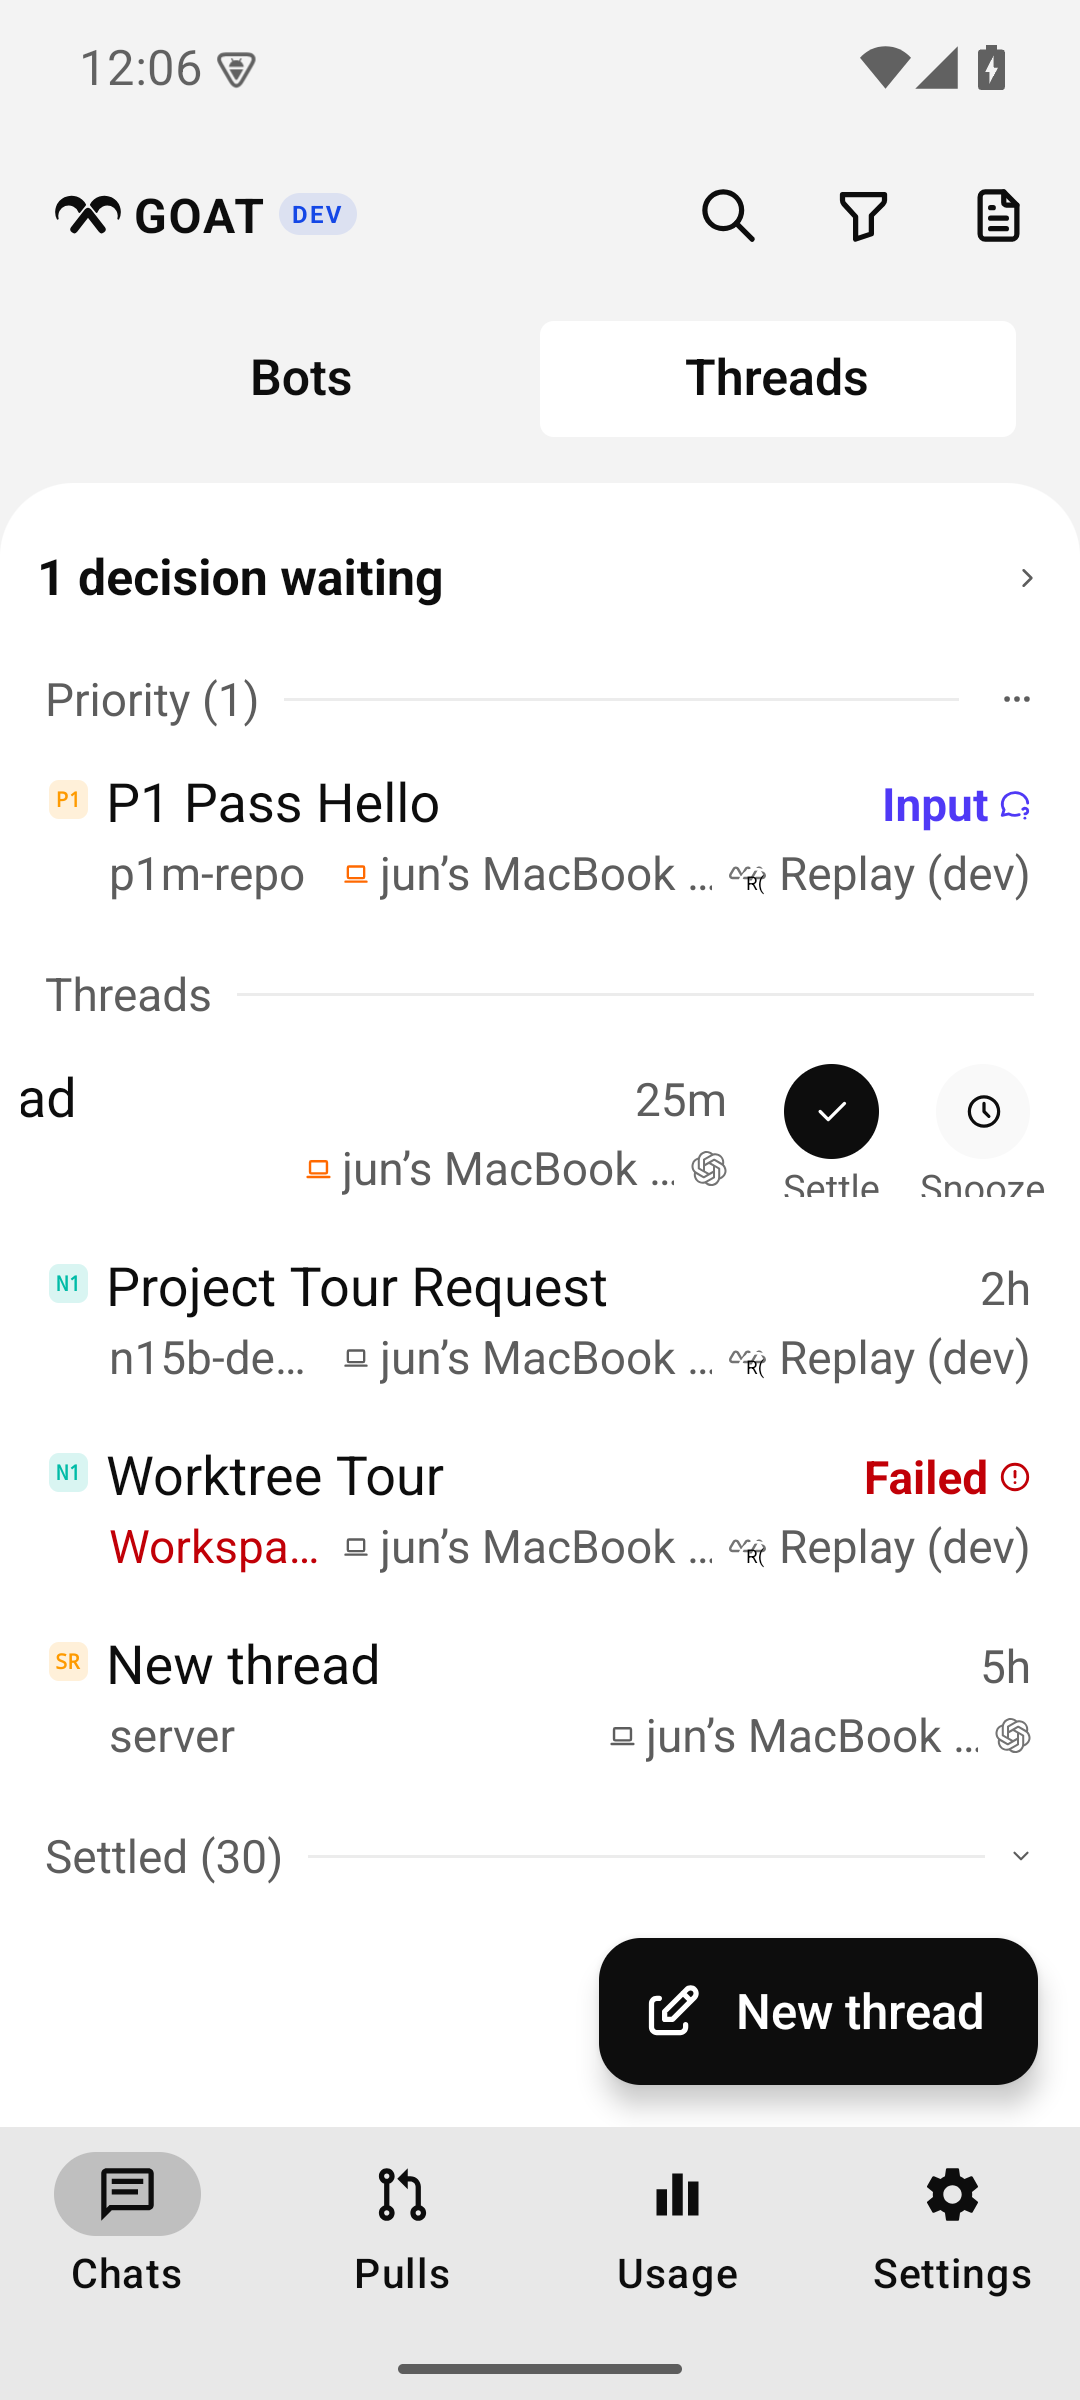 12:06
GOAT DEV
Bots Threads
1 decision waiting
Priority (1)
P1 P1 Pass Hello Input
p1m-repo jun’s MacBook … R( Replay (dev)
Threads
ad 25m
jun’s MacBook …
Settle Snooze
N1 Project Tour Request 2h
n15b-de… jun’s MacBook … R( Replay (dev)
N1 Worktree Tour Failed
Workspa… jun’s MacBook … R( Replay (dev)
SR New thread 5h
server jun’s MacBook …
Settled (30)
New thread
Chats Pulls Usage Settings